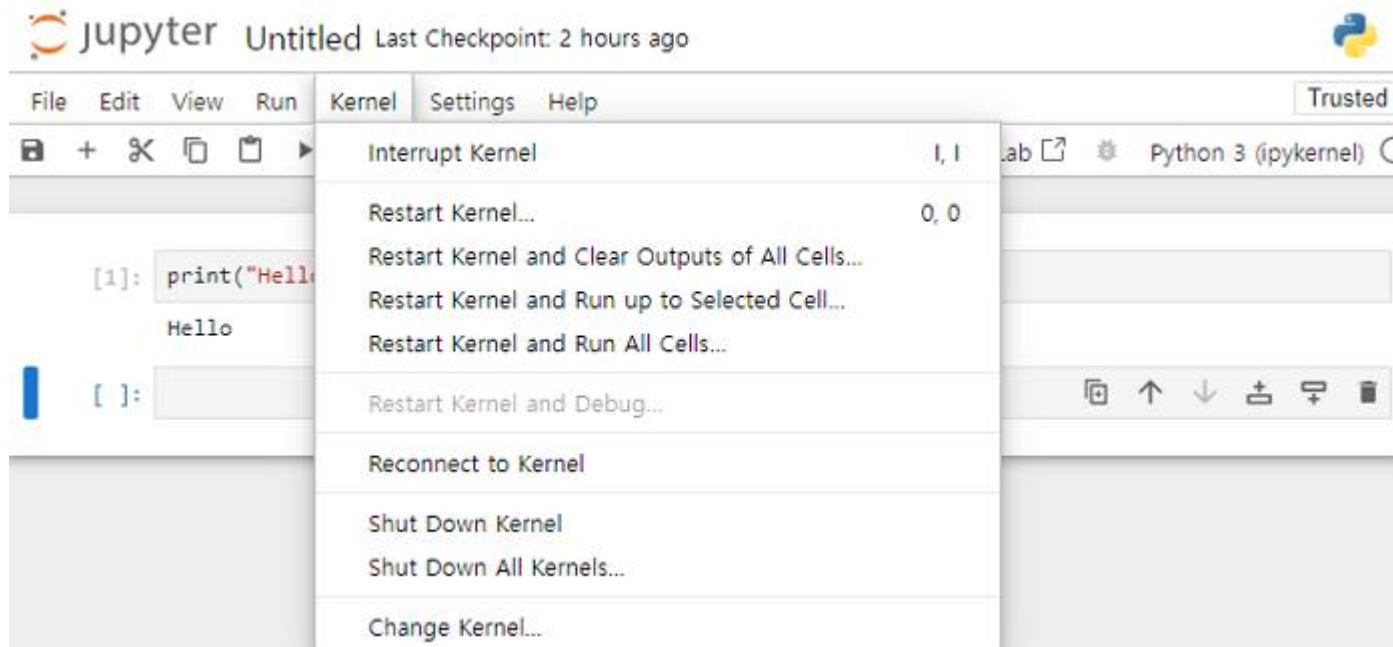 jupyter Untitled Last Checkpoint: 2 hours ago
File Edit View Run Kernel Settings Help Trusted
Python 3 (ipykernel)
Interrupt Kernel I, I
Restart Kernel... 0, 0
Restart Kernel and Clear Outputs of All Cells...
[1]: print("Hell
Restart Kernel and Run up to Selected Cell...
Hello
Restart Kernel and Run All Cells...
[ ]:
Restart Kernel and Debug...
Reconnect to Kernel
Shut Down Kernel
Shut Down All Kernels...
Change Kernel...